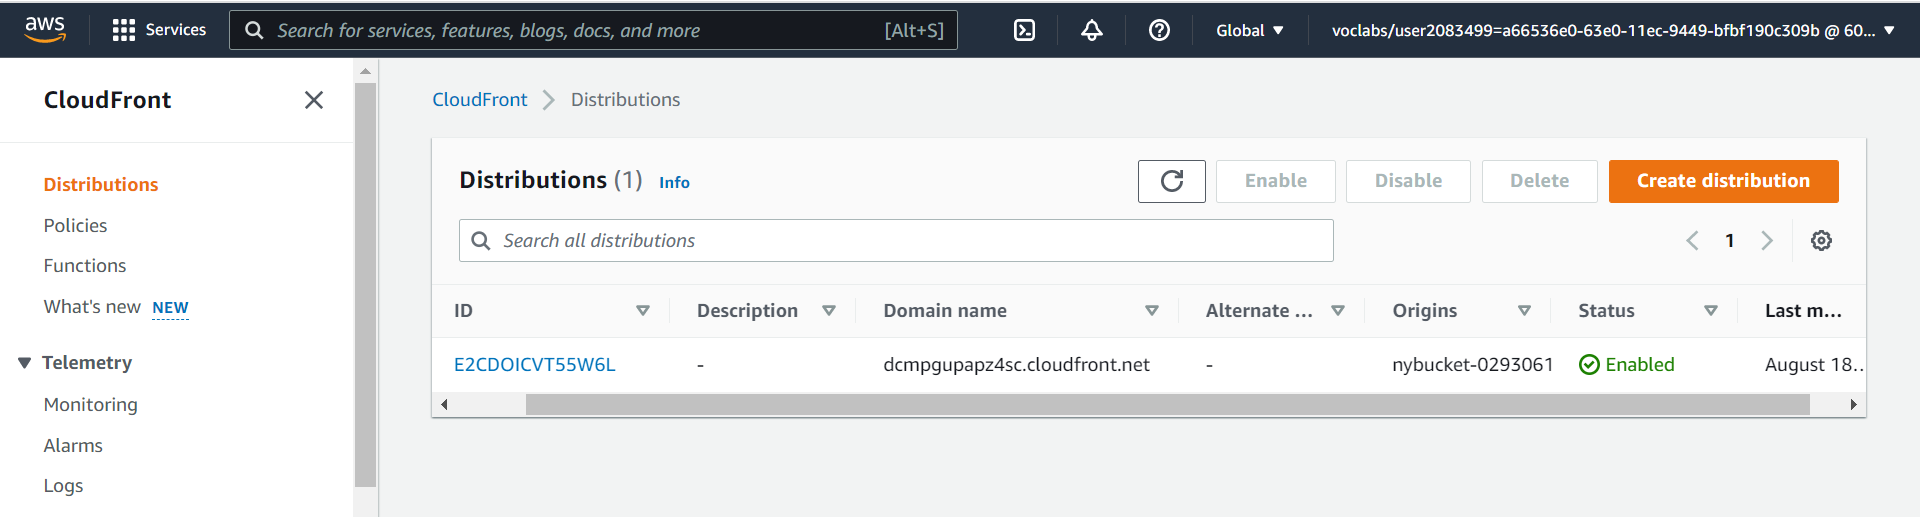 aws
Services
Search for services, features, blogs, docs, and more [Alt+S]
Global
voclabs/user2083499=a66536e0-63e0-11ec-9449-bfbf190c309b @ 60...
CloudFront
Distributions
Policies
Functions
What's new NEW
Telemetry
Monitoring
Alarms
Logs
CloudFront Distributions
Distributions (1) Info
Enable Disable Delete Create distribution
Search all distributions
1
ID Description Domain name Alternate ... Origins Status Last m...
E2CDOICVT55W6L - dcmpgupapz4sc.cloudfront.net - nybucket-0293061 Enabled August 18...